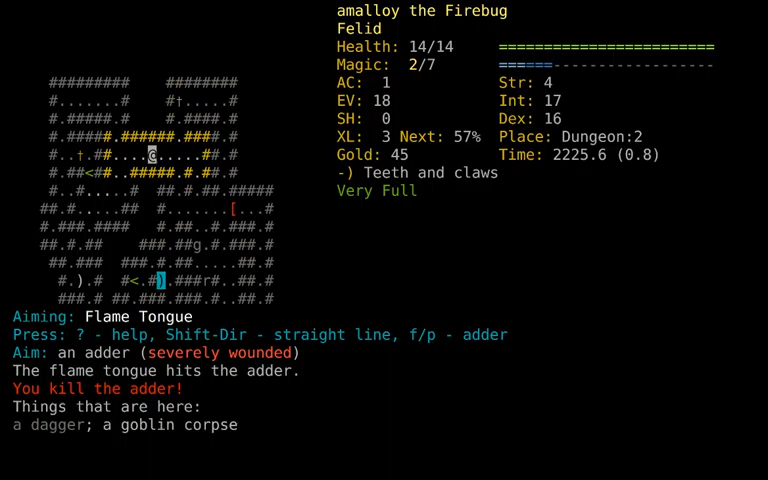 amalloy the Firebug
Felid
Health: 14/14 ========================
Magic: 2/7 ======------------------
AC: 1 Str: 4
EV: 18 Int: 17
SH: 0 Dex: 16
XL: 3 Next: 57% Place: Dungeon:2
Gold: 45 Time: 2225.6 (0.8)
-) Teeth and claws
Very Full
######### ########
#.......# #†.....#
#.#####.# #.####.#
#.#####.######.###.#
#..†.###....@.....##.#
#.##<##..#####.#.##.#
#..#.....# ##.#..#.#####
##.#.....## #.......[...#
#.###.#### #.##..#.###.#
##.#.## ###.##g.#.###.#
##.### ###.#.##.....##.#
#.).# #<.#).###r#..##.#
###.# ##.###.###.#..##.#
Aiming: Flame Tongue
Press: ? - help, Shift-Dir - straight line, f/p - adder
Aim: an adder (severely wounded)
The flame tongue hits the adder.
You kill the adder!
Things that are here:
a dagger; a goblin corpse